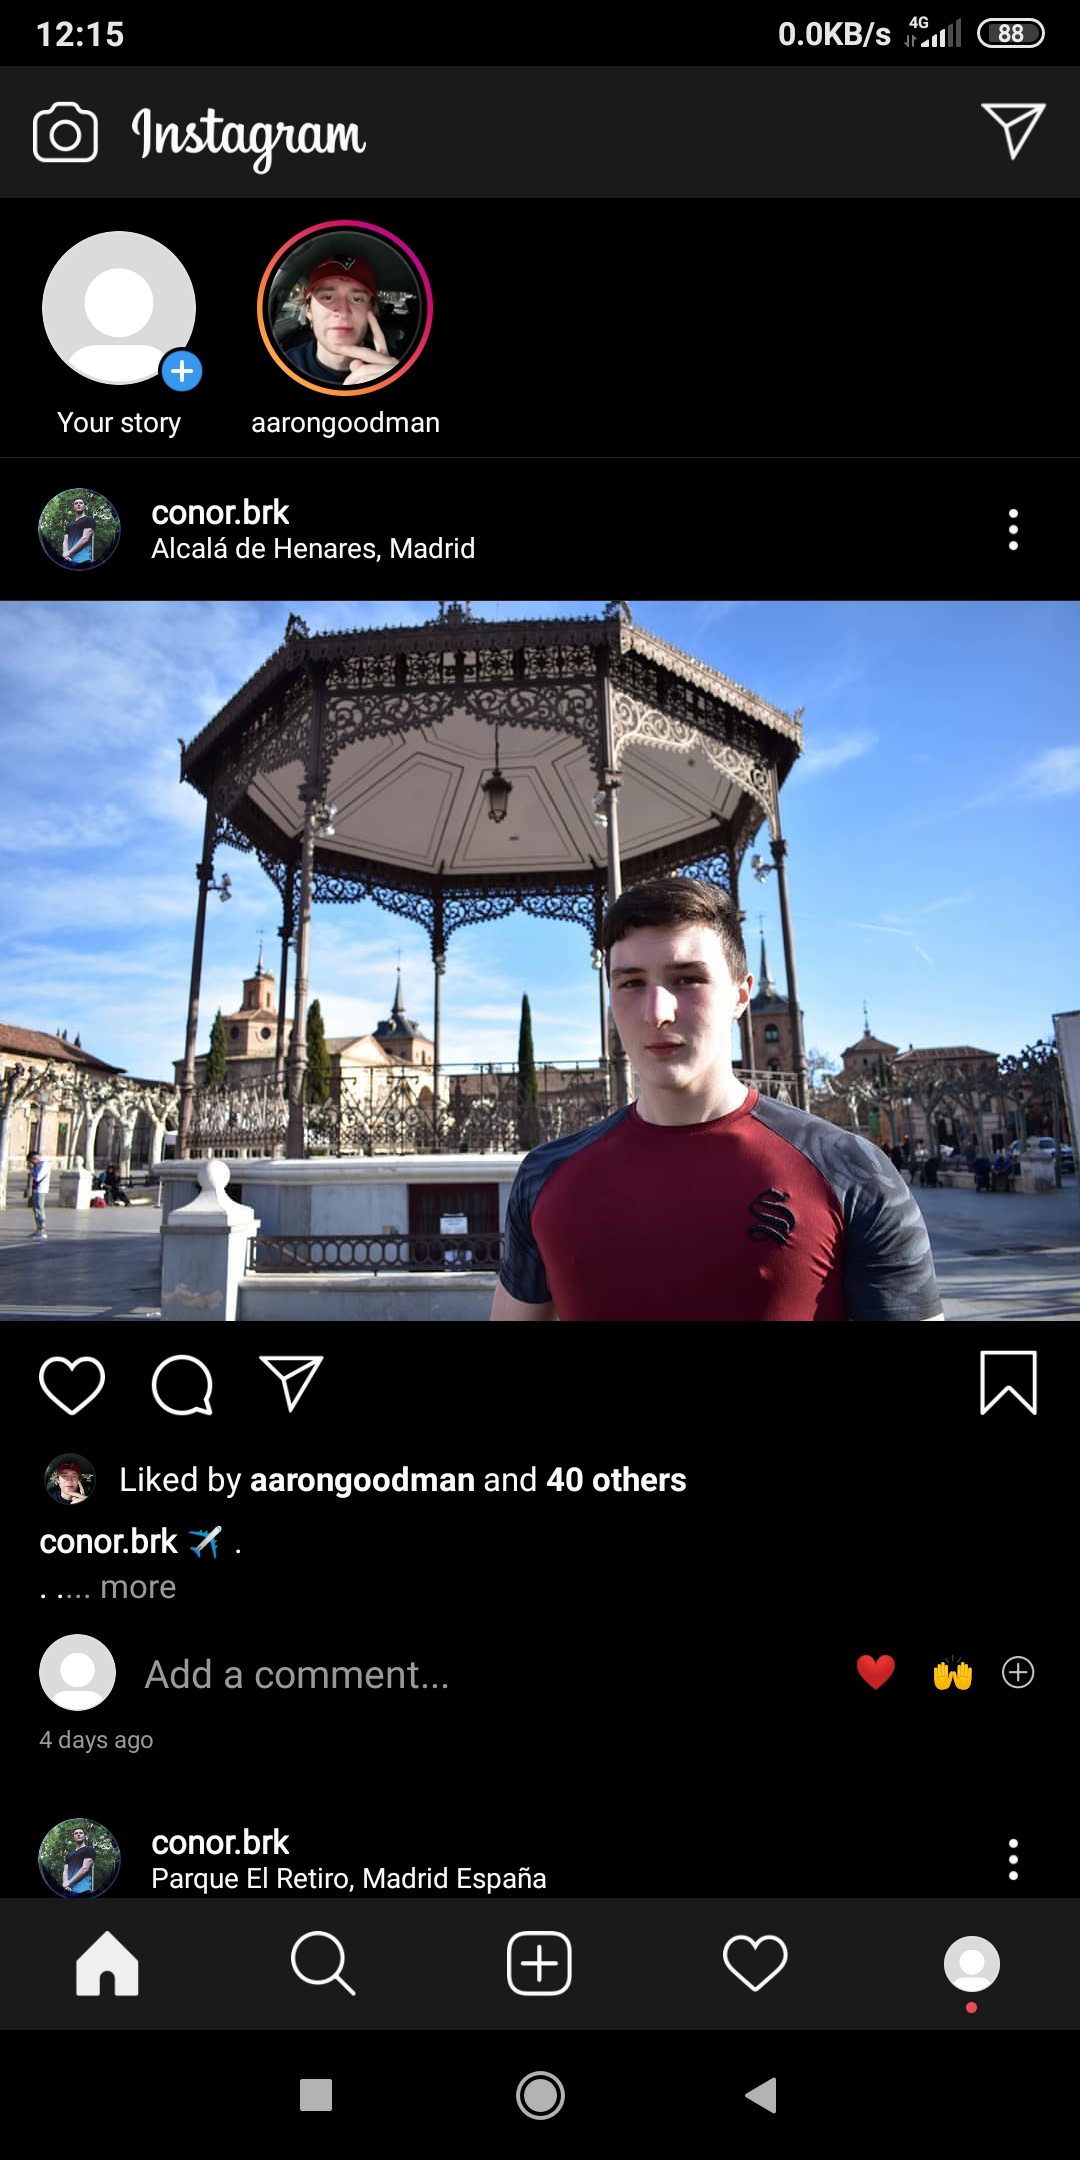 12:15
0.0KB/s 4G 88
Instagram
Your story
aarongoodman
conor.brk
Alcalá de Henares, Madrid
S
Liked by aarongoodman and 40 others
conor.brk ✈️ .
. .... more
Add a comment...
4 days ago
conor.brk
Parque El Retiro, Madrid España